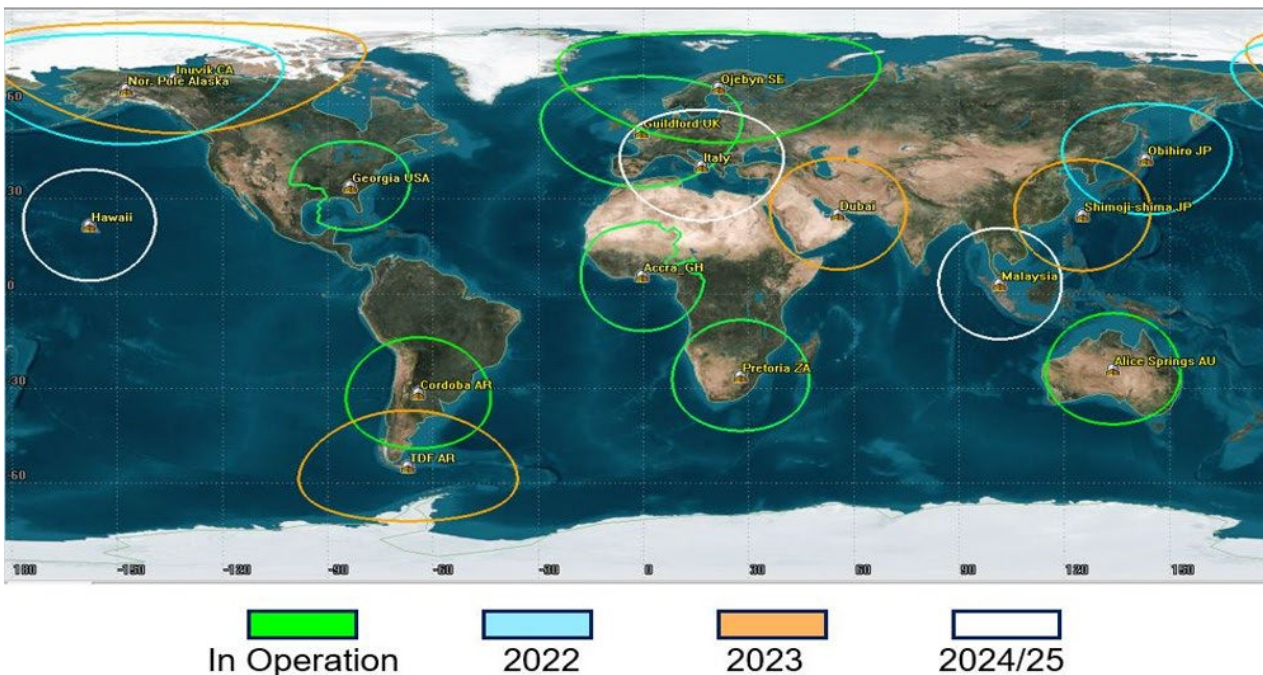 Inuvik CA
Nor. Pole Alaska
Ojebyn SE
60
Guildford UK
Italy
Obihiro JP
Georgia USA
30
Hawaii
Dubai
Shimoji-shima JP
Accra_GH
Malaysia
0
Pretoria ZA
Alice Springs AU
Cordoba AR
-30
TDF AR
-60
180 -150 -120 -90 -60 -30 0 30 60 90 120 150
In Operation 2022 2023 2024/25